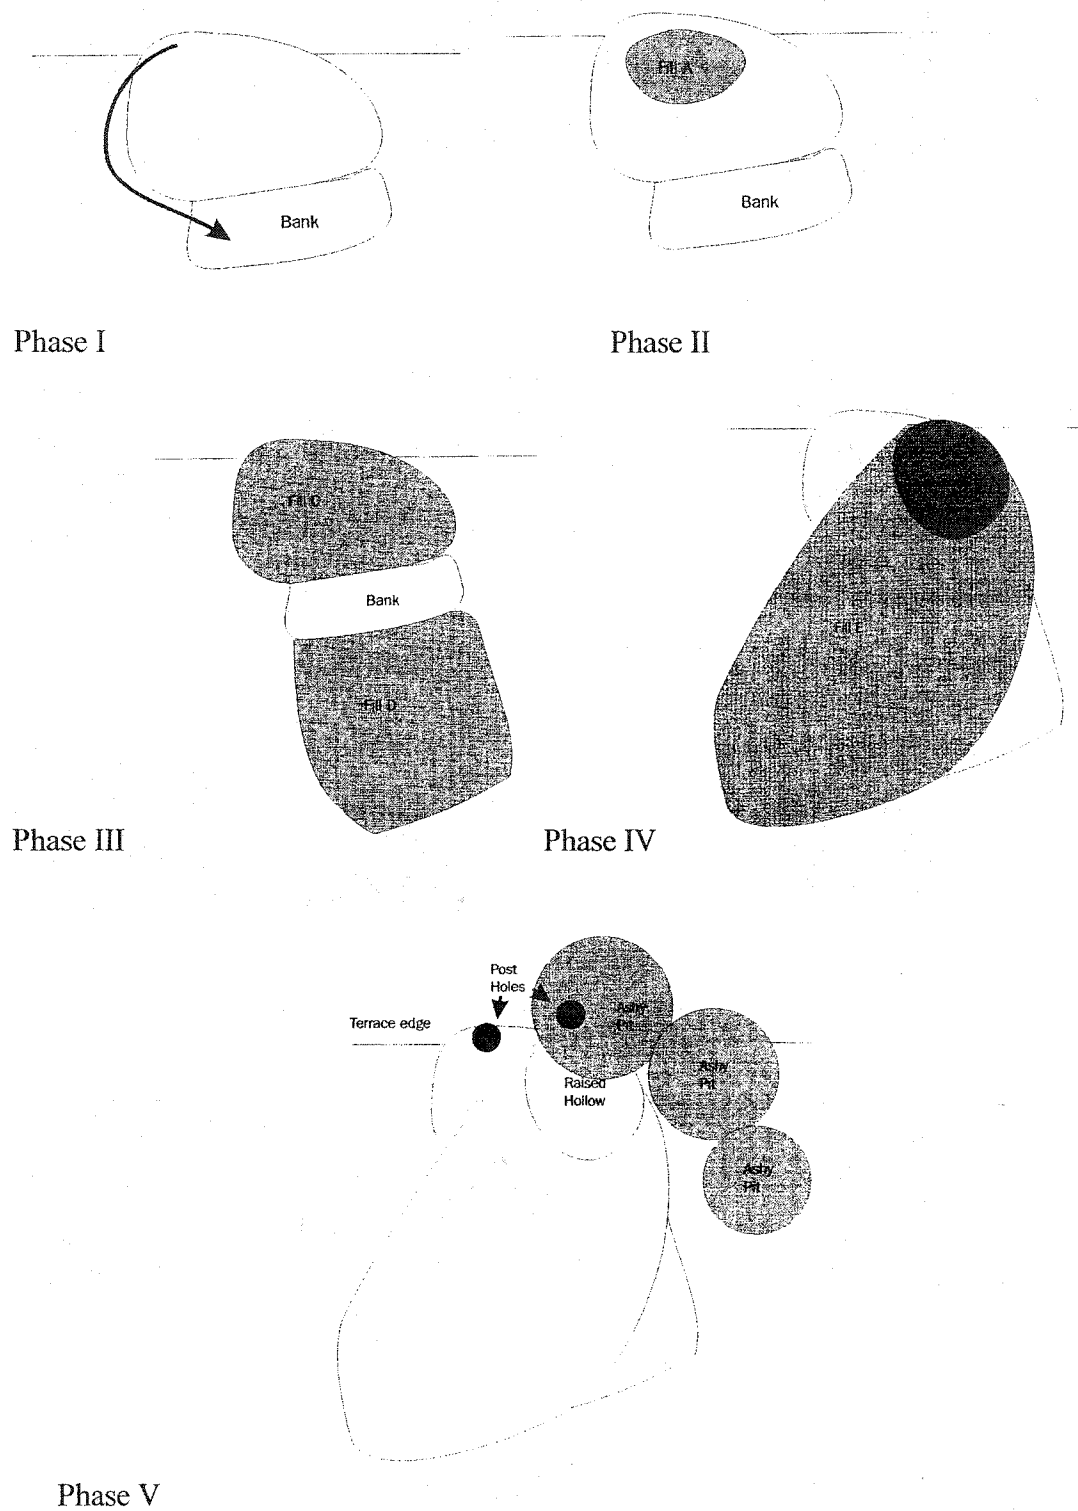 Fill A
Bank
Bank
Phase I
Phase II
Fill C
Bank
Fill E
Fill D
Phase III
Phase IV
Post
Holes
Ashy
Pit
Terrace edge
Ashy
Pit
Raised
Hollow
Ashy
Pit
Phase V